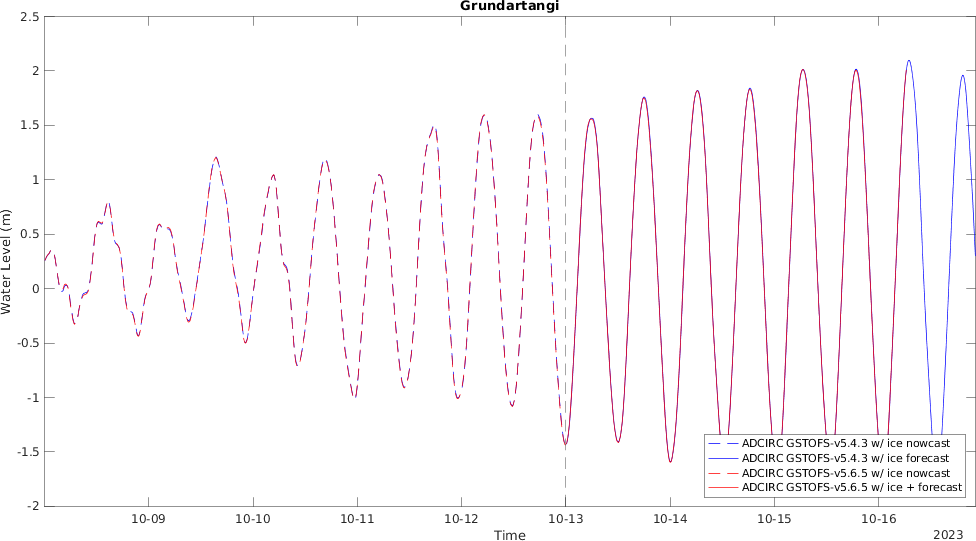 Grundartangi
2.5
2
1.5
1
0.5
0
-0.5
-1
-1.5
-2
Water Level (m)
ADCIRC GSTOFS-v5.4.3 w/ ice nowcast
ADCIRC GSTOFS-v5.4.3 w/ ice forecast
ADCIRC GSTOFS-v5.6.5 w/ ice nowcast
ADCIRC GSTOFS-v5.6.5 w/ ice + forecast
10-09 10-10 10-11 10-12 10-13 10-14 10-15 10-16
Time
2023